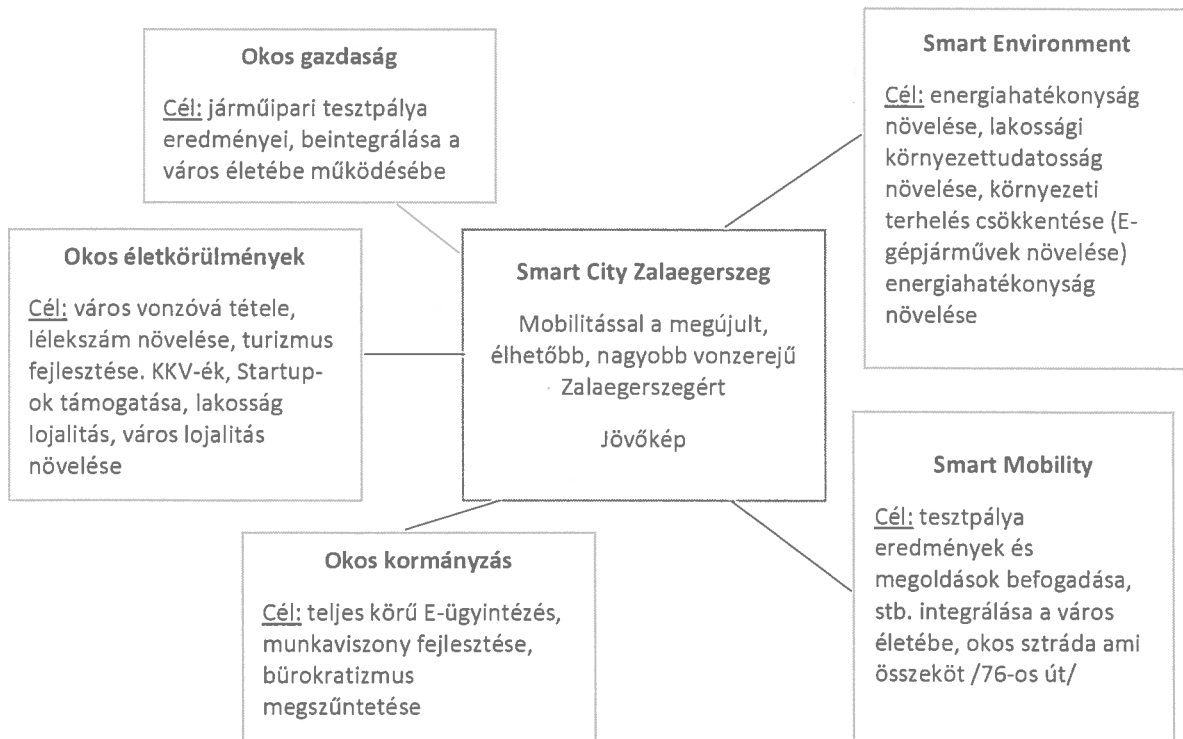 Okos gazdaság
Cél: járműipari tesztpálya
eredményei, beintegrálása a
város életébe működésébe
Smart Environment
Cél: energiahatékonyság
növelése, lakossági
környezettudatosság
növelése, környezeti
terhelés csökkentése (E-
gépjárművek növelése)
energiahatékonyság
növelése
Okos életkörülmények
Cél: város vonzóvá tétele,
lélekszám növelése, turizmus
fejlesztése. KKV-ék, Startup-
ok támogatása, lakosság
lojalitás, város lojalitás
növelése
Smart City Zalaegerszeg
Mobilitással a megújult,
élhetőbb, nagyobb vonzerejű
Zalaegerszegért
Jövőkép
Smart Mobility
Cél: tesztpálya
eredmények és
megoldások befogadása,
stb. integrálása a város
életébe, okos sztráda ami
összeköt /76-os út/
Okos kormányzás
Cél: teljes körű E-ügyintézés,
munkaviszony fejlesztése,
bürokratizmus
megszűntetése